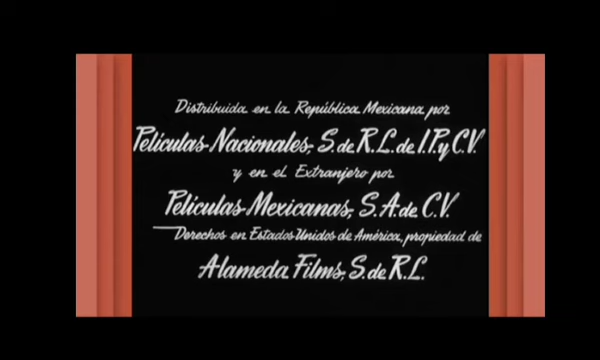 Distribuida en la República Mexicana por
Películas Nacionales, S. de R. L. de I. P. y C. V.
y en el Extranjero por
Películas Mexicanas, S. A. de C. V.
Derechos en Estados Unidos de América, propiedad de
Alameda Films, S. de R. L.